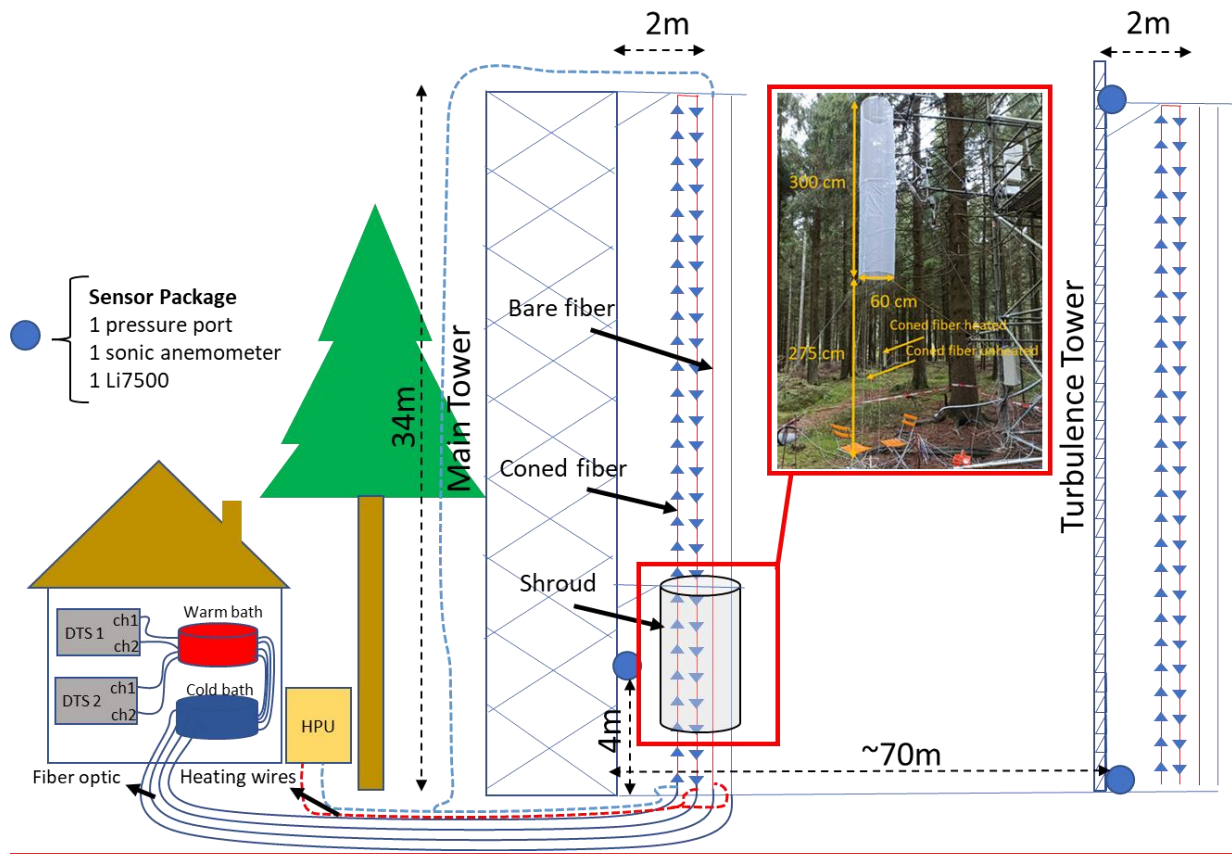 2m
2m
300 cm
60 cm
Coned fiber heated
275 cm
Coned fiber unheated
Sensor Package
1 pressure port
1 sonic anemometer
1 Li7500
34m
Main Tower
Bare fiber
Coned fiber
Shroud
Turbulence Tower
Warm bath
DTS 1
ch1
ch2
Cold bath
DTS 2
ch1
ch2
HPU
4m
~70m
Fiber optic
Heating wires